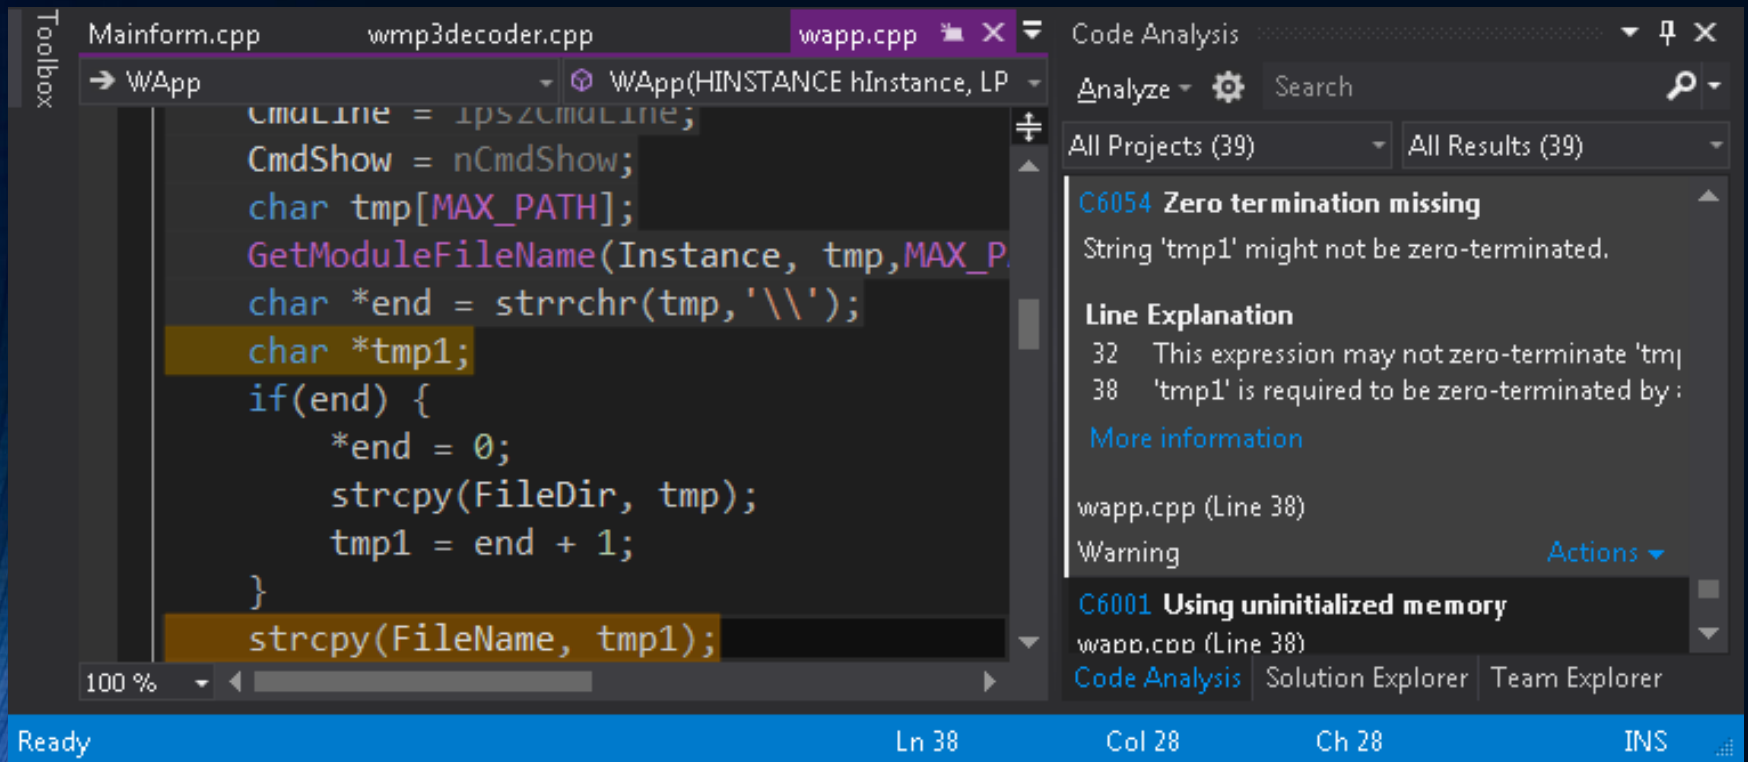 Toolbox
Mainform.cpp
wmp3decoder.cpp
wapp.cpp
WApp
WApp(HINSTANCE hInstance, LP
CmdLine = lpszCmdLine;
CmdShow = nCmdShow;
char tmp[MAX_PATH];
GetModuleFileName(Instance, tmp,MAX_P
char *end = strrchr(tmp,'\\');
char *tmp1;
if(end) {
*end = 0;
strcpy(FileDir, tmp);
tmp1 = end + 1;
}
strcpy(FileName, tmp1);
100 %
Code Analysis
Analyze
Search
All Projects (39)
All Results (39)
C6054 Zero termination missing
String 'tmp1' might not be zero-terminated.
Line Explanation
32 This expression may not zero-terminate 'tmp
38 'tmp1' is required to be zero-terminated by
More information
wapp.cpp (Line 38)
Warning
Actions
C6001 Using uninitialized memory
wapp.cpp (Line 38)
Code Analysis
Solution Explorer
Team Explorer
Ready
Ln 38
Col 28
Ch 28
INS